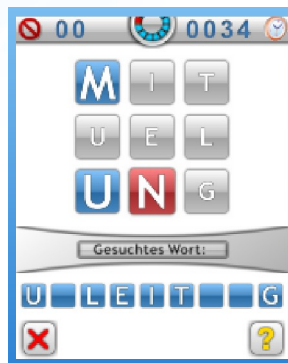 00 0034
M I T
U E L
U N G
Gesuchtes Wort:
U L E I T G
?